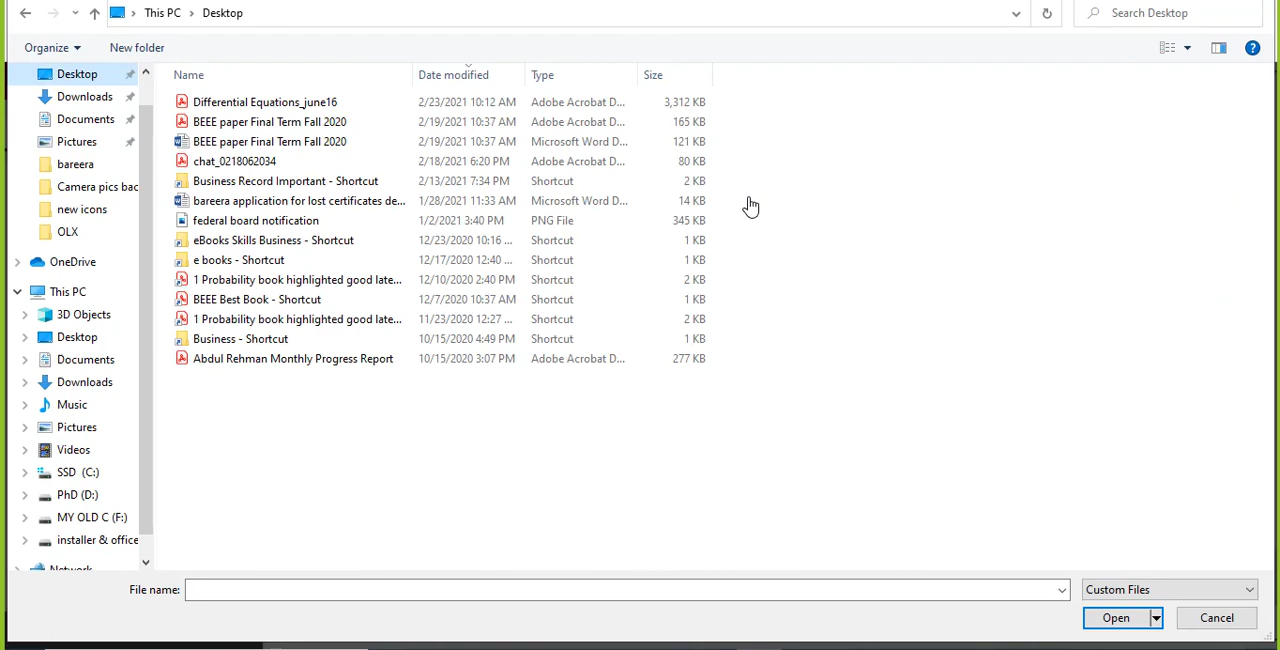 This PC > Desktop Search Desktop
Organize New folder
Name Date modified Type Size
Desktop
Downloads
Documents
Pictures
bareera
Camera pics bac
new icons
OLX
OneDrive
This PC
3D Objects
Desktop
Documents
Downloads
Music
Pictures
Videos
SSD (C:)
PhD (D:)
MY OLD C (F:)
installer & office
Network
Differential Equations_june16 2/23/2021 10:12 AM Adobe Acrobat D... 3,312 KB
BEEE paper Final Term Fall 2020 2/19/2021 10:37 AM Adobe Acrobat D... 165 KB
BEEE paper Final Term Fall 2020 2/19/2021 10:37 AM Microsoft Word D... 121 KB
chat_0218062034 2/18/2021 6:20 PM Adobe Acrobat D... 80 KB
Business Record Important - Shortcut 2/13/2021 7:34 PM Shortcut 2 KB
bareera application for lost certificates de... 1/28/2021 11:33 AM Microsoft Word D... 14 KB
federal board notification 1/2/2021 3:40 PM PNG File 345 KB
eBooks Skills Business - Shortcut 12/23/2020 10:16 ... Shortcut 1 KB
e books - Shortcut 12/17/2020 12:40 ... Shortcut 1 KB
1 Probability book highlighted good late... 12/10/2020 2:40 PM Shortcut 2 KB
BEEE Best Book - Shortcut 12/7/2020 10:37 AM Shortcut 1 KB
1 Probability book highlighted good late... 11/23/2020 12:27 ... Shortcut 2 KB
Business - Shortcut 10/15/2020 4:49 PM Shortcut 1 KB
Abdul Rehman Monthly Progress Report 10/15/2020 3:07 PM Adobe Acrobat D... 277 KB
File name: Custom Files
Open Cancel